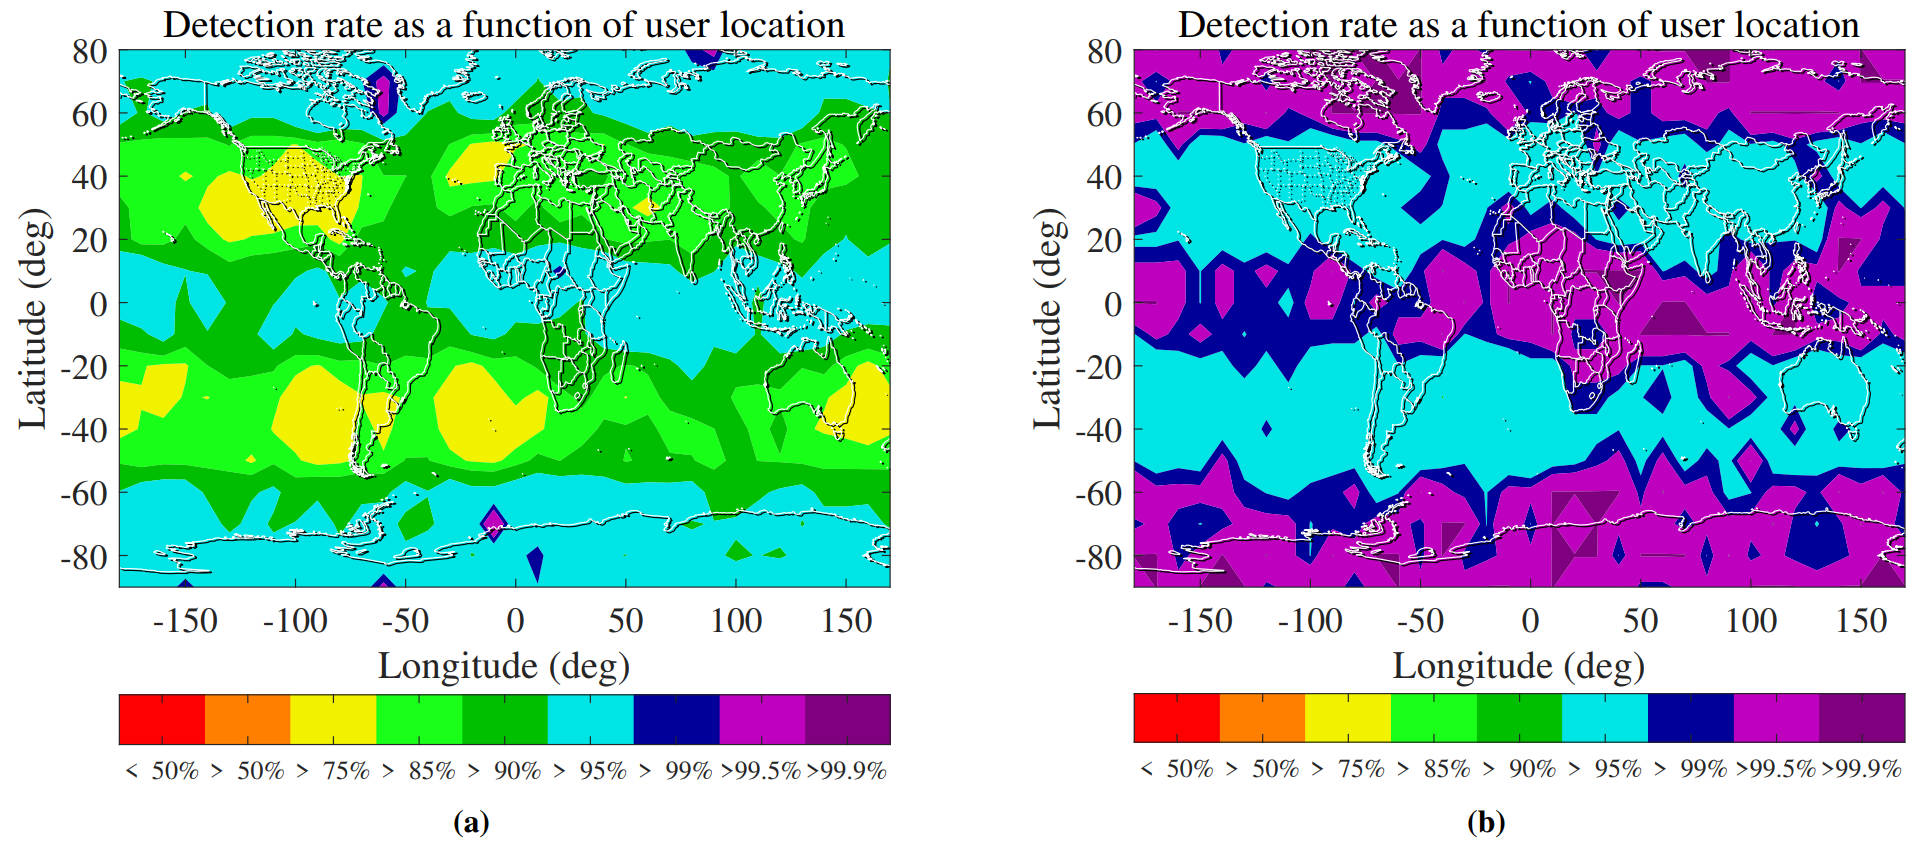 Detection rate as a function of user location
80
60
40
20
0
-20
-40
-60
-80
Latitude (deg)
-150 -100 -50 0 50 100 150
Longitude (deg)
< 50% > 50% > 75% > 85% > 90% > 95% > 99% >99.5% >99.9%
(a)
Detection rate as a function of user location
80
60
40
20
0
-20
-40
-60
-80
Latitude (deg)
-150 -100 -50 0 50 100 150
Longitude (deg)
< 50% > 50% > 75% > 85% > 90% > 95% > 99% >99.5% >99.9%
(b)